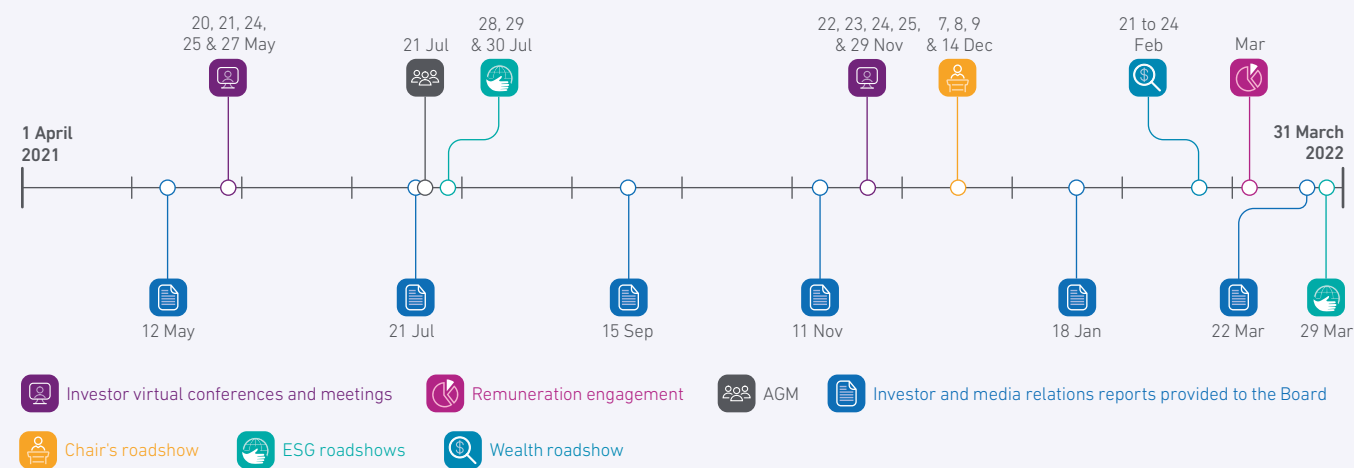 20, 21, 24,
25 & 27 May
21 Jul
28, 29
& 30 Jul
22, 23, 24, 25,
& 29 Nov
7, 8, 9
& 14 Dec
21 to 24
Feb
Mar
1 April
2021
31 March
2022
12 May
21 Jul
15 Sep
11 Nov
18 Jan
22 Mar
29 Mar
Investor virtual conferences and meetings
Remuneration engagement
AGM
Investor and media relations reports provided to the Board
Chair's roadshow
ESG roadshows
Wealth roadshow